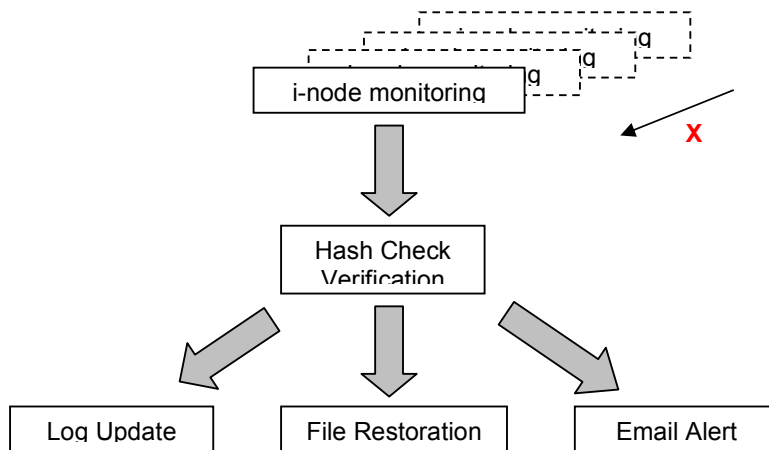 i-node monitoring
X
Hash Check
Verification
Log Update
File Restoration
Email Alert